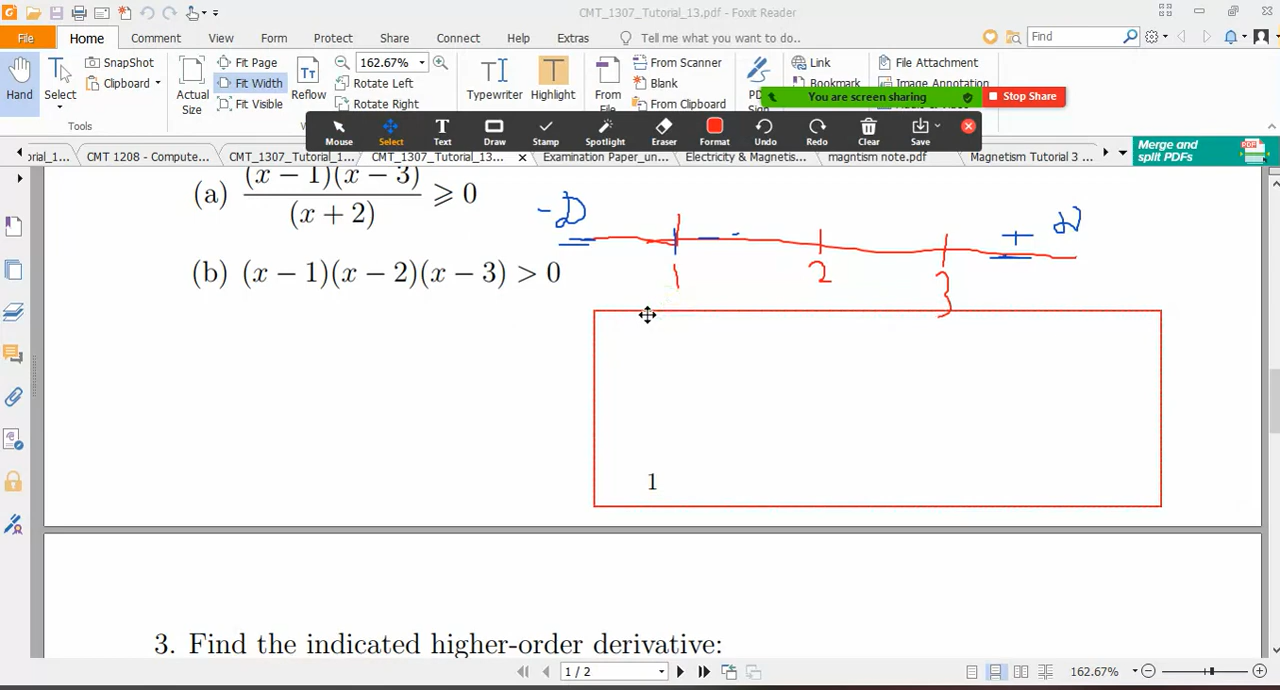 CMT_1307_Tutorial_13.pdf - Foxit Reader
File Home Comment View Form Protect Share Connect Help Extras Tell me what you want to do... Find
SnapShot Fit Page 162.67% From Scanner Link File Attachment
Hand Select Clipboard Actual Size Fit Width Fit Visible Reflow Rotate Left Rotate Right Typewriter Highlight From File Blank From Clipboard Bookmark Image Annotation
You are screen sharing Stop Share
Tools
Mouse Select Text Draw Stamp Spotlight Eraser Format Undo Redo Clear Save
orial_1... CMT 1208 - Compute... CMT_1307_Tutorial_1... CMT_1307_Tutorial_13... Examination Paper_un... Electricity & Magnetis... magntism note.pdf Magnetism Tutorial 3 ...
Merge and split PDFs
(a) (x − 1)(x − 3) / (x + 2) ⩾ 0
(b) (x − 1)(x − 2)(x − 3) > 0
- +
1 2 3
1
3. Find the indicated higher-order derivative:
1 / 2 162.67%